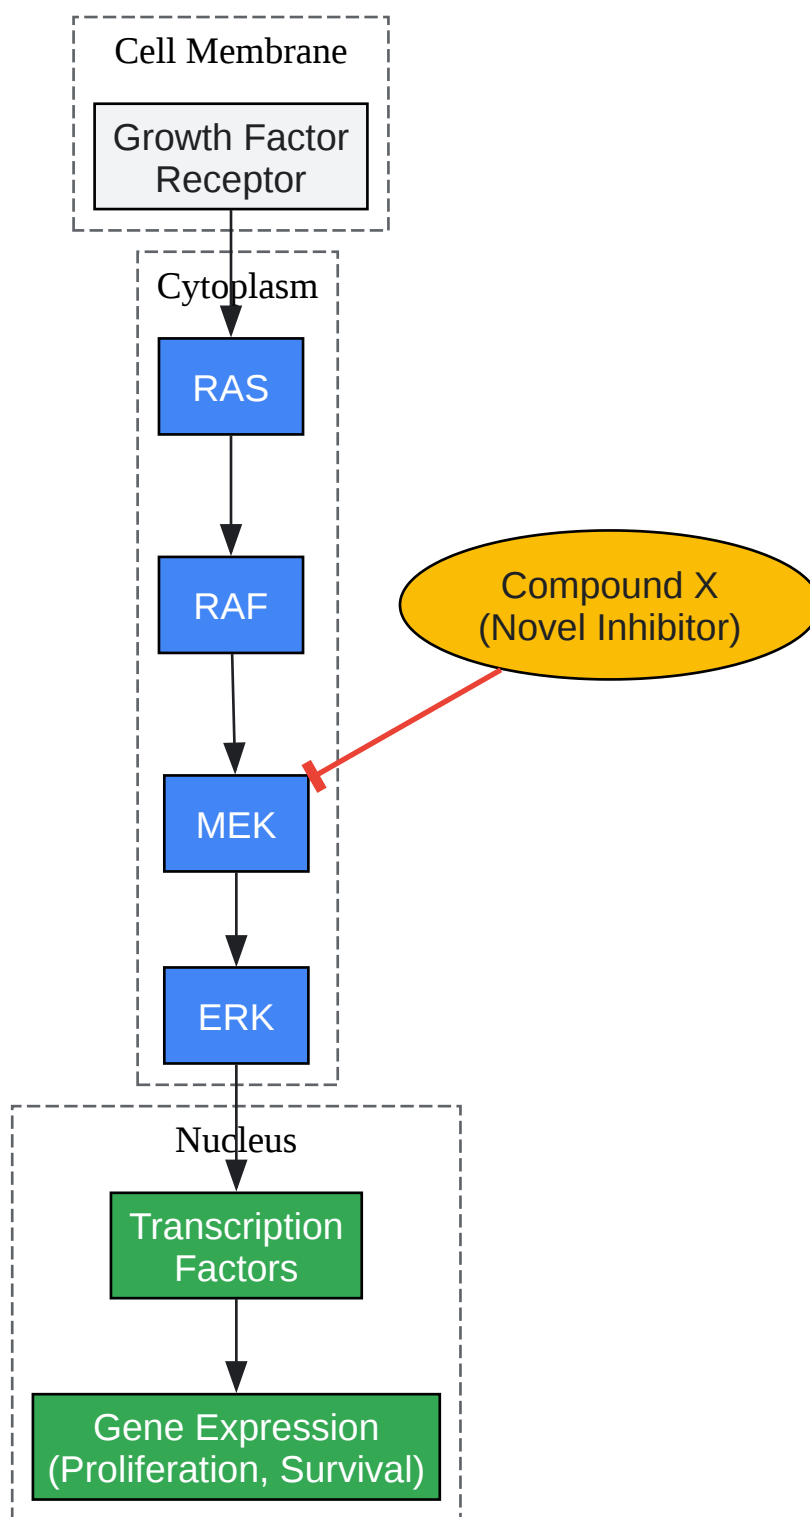 Cell Membrane
Growth Factor
Receptor
Cytoplasm
RAS
RAF
Compound X
(Novel Inhibitor)
MEK
ERK
Nucleus
Transcription
Factors
Gene Expression
(Proliferation, Survival)